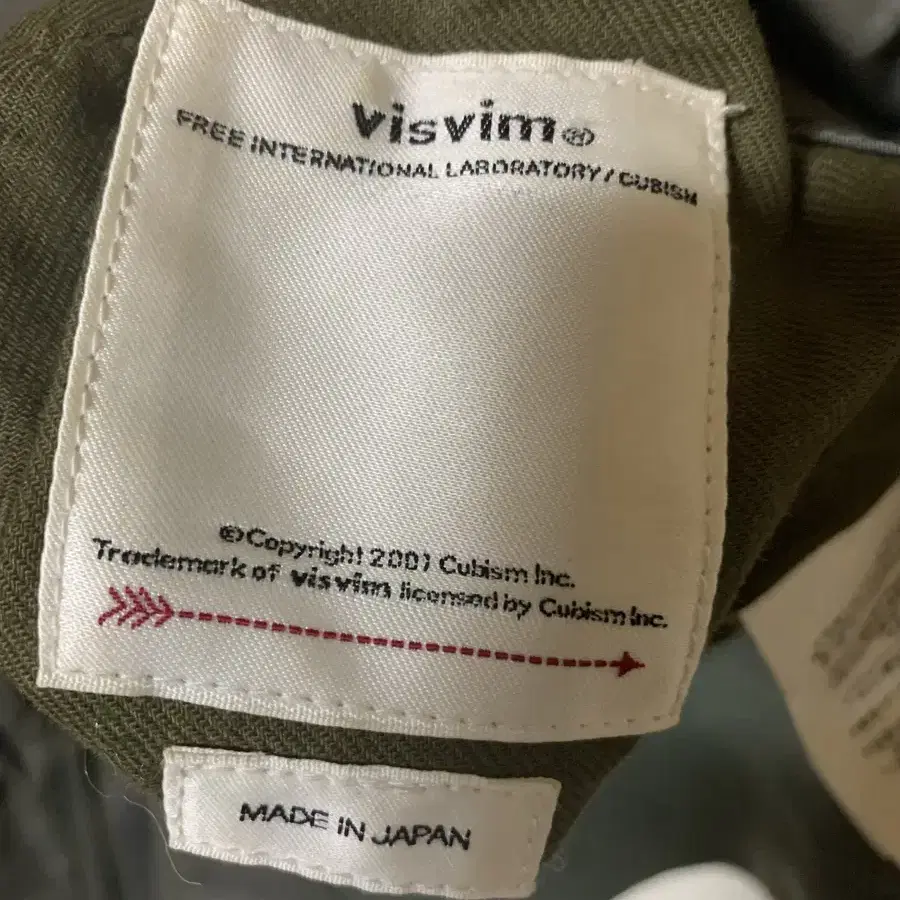 visvim®
FREE INTERNATIONAL LABORATORY / CUBISM
©Copyright 2001 Cubism Inc.
Trademark of visvim licensed by Cubism Inc.
MADE IN JAPAN